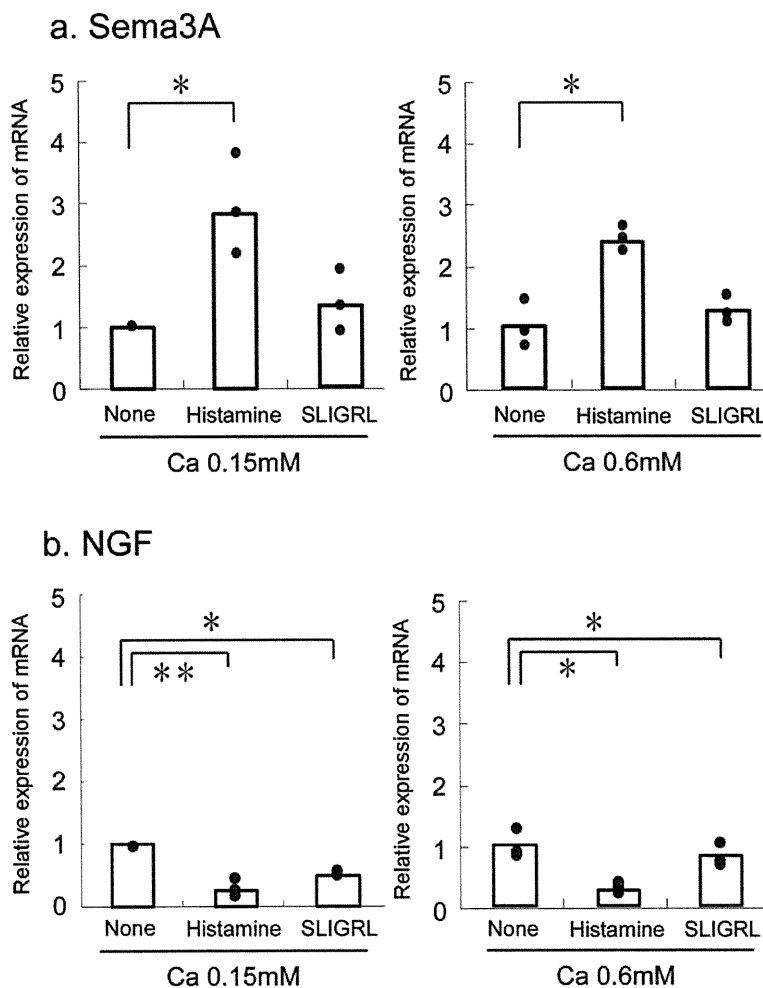 a. Sema3A
Relative expression of mRNA
5
4
3
2
1
0
*
None Histamine SLIGRL
Ca 0.15mM
Relative expression of mRNA
5
4
3
2
1
0
*
None Histamine SLIGRL
Ca 0.6mM
b. NGF
Relative expression of mRNA
5
4
3
2
1
0
*
**
None Histamine SLIGRL
Ca 0.15mM
Relative expression of mRNA
5
4
3
2
1
0
*
*
None Histamine SLIGRL
Ca 0.6mM